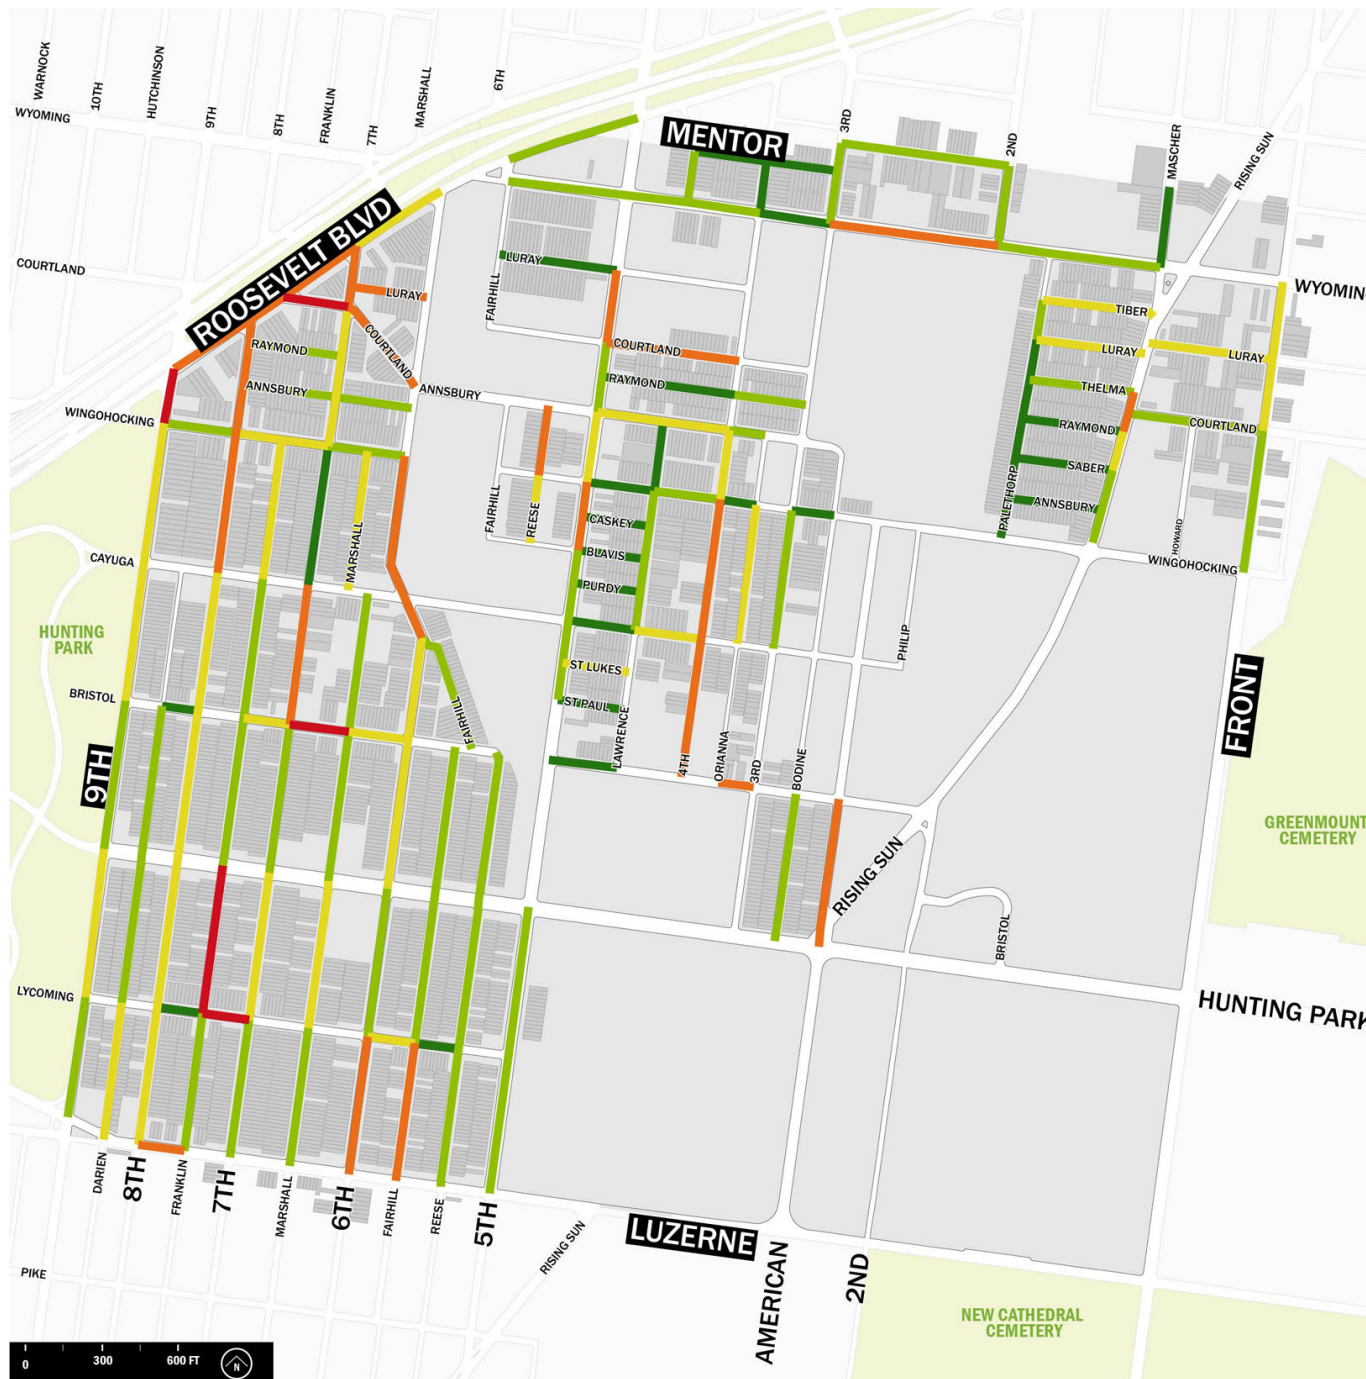 WARNOCK
10TH
HUTCHINSON
9TH
8TH
FRANKLIN
7TH
MARSHALL
6TH
WYOMING
MENTOR
3RD
2ND
MASCHER
RISING SUN
ROOSEVELT BLVD
COURTLAND
LURAY
FAIRHILL
LURAY
WYOMING
TIBER
RAYMOND
COURTLAND
COURTLAND
LURAY
LURAY
ANNSBURY
ANNSBURY
RAYMOND
THELMA
WINGOHOCKING
RAYMOND
COURTLAND
SABER
PALETHORP
ANNSBURY
FAIRHILL
REESE
CASKEY
HOWARD
MARSHALL
BLAVIS
WINGOHOCKING
CAYUGA
PURDY
HUNTING
PARK
PHILIP
ST LUKES
BRISTOL
ST PAUL
FAIRHILL
LAWRENCE
FRONT
9TH
4TH
ORIANNA
3RD
BODINE
GREENMOUNT
CEMETERY
RISING SUN
BRISTOL
LYCOMING
HUNTING PARK
DARIEN
8TH
FRANKLIN
7TH
MARSHALL
6TH
FAIRHILL
REESE
5TH
RISING SUN
LUZERNE
AMERICAN
2ND
PIKE
NEW CATHEDRAL
CEMETERY
0 300 600 FT
N